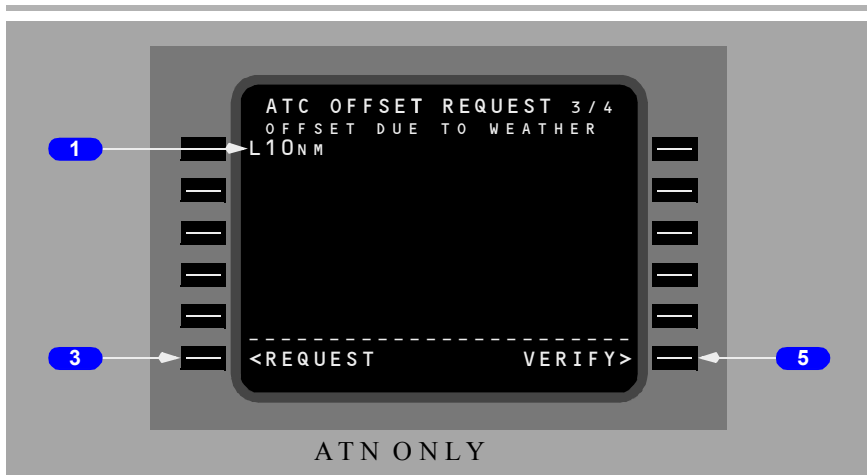 ATC OFFSET REQUEST 3/4
OFFSET DUE TO WEATHER
1
L10NM
--------------------------
3
<REQUEST VERIFY>
5
ATN ONLY